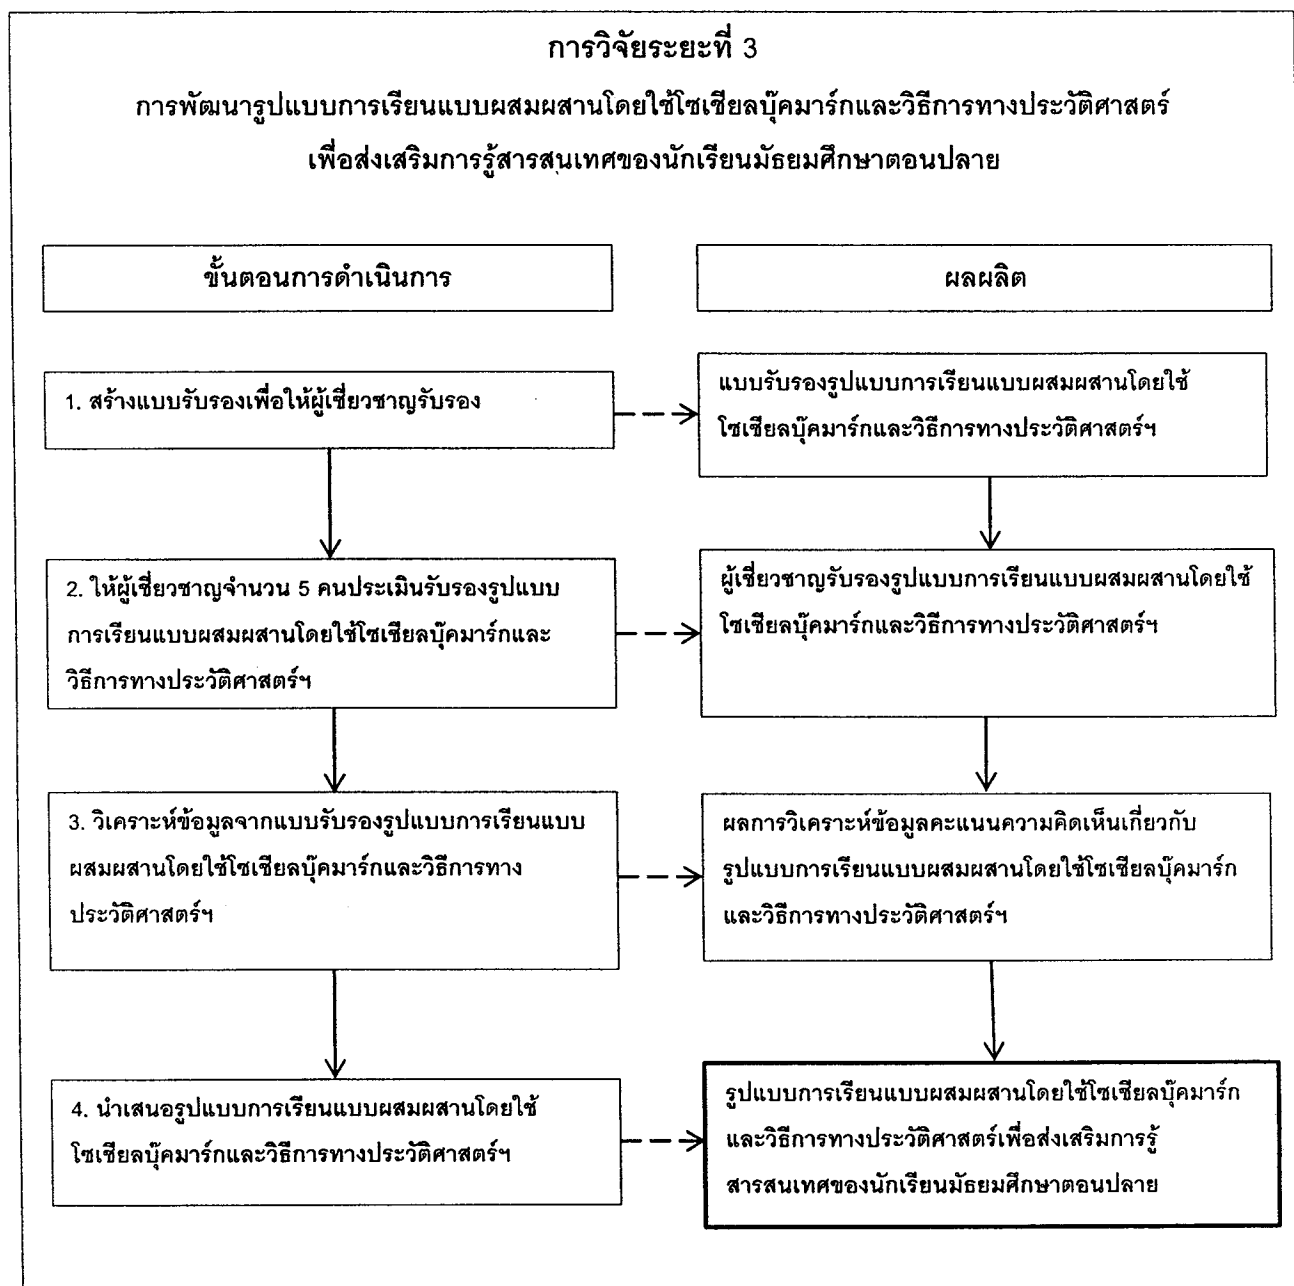 การวิจัยระยะที่ 3
การพัฒนารูปแบบการเรียนแบบผสมผสานโดยใช้โซเชียลบุ๊คมาร์กและวิธีการทางประวัติศาสตร์
เพื่อส่งเสริมการรู้สารสนเทศของนักเรียนมัธยมศึกษาตอนปลาย
ขั้นตอนการดำเนินการ
ผลผลิต
1. สร้างแบบรับรองเพื่อให้ผู้เชี่ยวชาญรับรอง
แบบรับรองรูปแบบการเรียนแบบผสมผสานโดยใช้
โซเชียลบุ๊คมาร์กและวิธีการทางประวัติศาสตร์ฯ
2. ให้ผู้เชี่ยวชาญจำนวน 5 คนประเมินรับรองรูปแบบ
การเรียนแบบผสมผสานโดยใช้โซเชียลบุ๊คมาร์กและ
วิธีการทางประวัติศาสตร์ฯ
ผู้เชี่ยวชาญรับรองรูปแบบการเรียนแบบผสมผสานโดยใช้
โซเชียลบุ๊คมาร์กและวิธีการทางประวัติศาสตร์ฯ
3. วิเคราะห์ข้อมูลจากแบบรับรองรูปแบบการเรียนแบบ
ผสมผสานโดยใช้โซเชียลบุ๊คมาร์กและวิธีการทาง
ประวัติศาสตร์ฯ
ผลการวิเคราะห์ข้อมูลคะแนนความคิดเห็นเกี่ยวกับ
รูปแบบการเรียนแบบผสมผสานโดยใช้โซเชียลบุ๊คมาร์ก
และวิธีการทางประวัติศาสตร์ฯ
4. นำเสนอรูปแบบการเรียนแบบผสมผสานโดยใช้
โซเชียลบุ๊คมาร์กและวิธีการทางประวัติศาสตร์ฯ
รูปแบบการเรียนแบบผสมผสานโดยใช้โซเชียลบุ๊คมาร์ก
และวิธีการทางประวัติศาสตร์เพื่อส่งเสริมการรู้
สารสนเทศของนักเรียนมัธยมศึกษาตอนปลาย